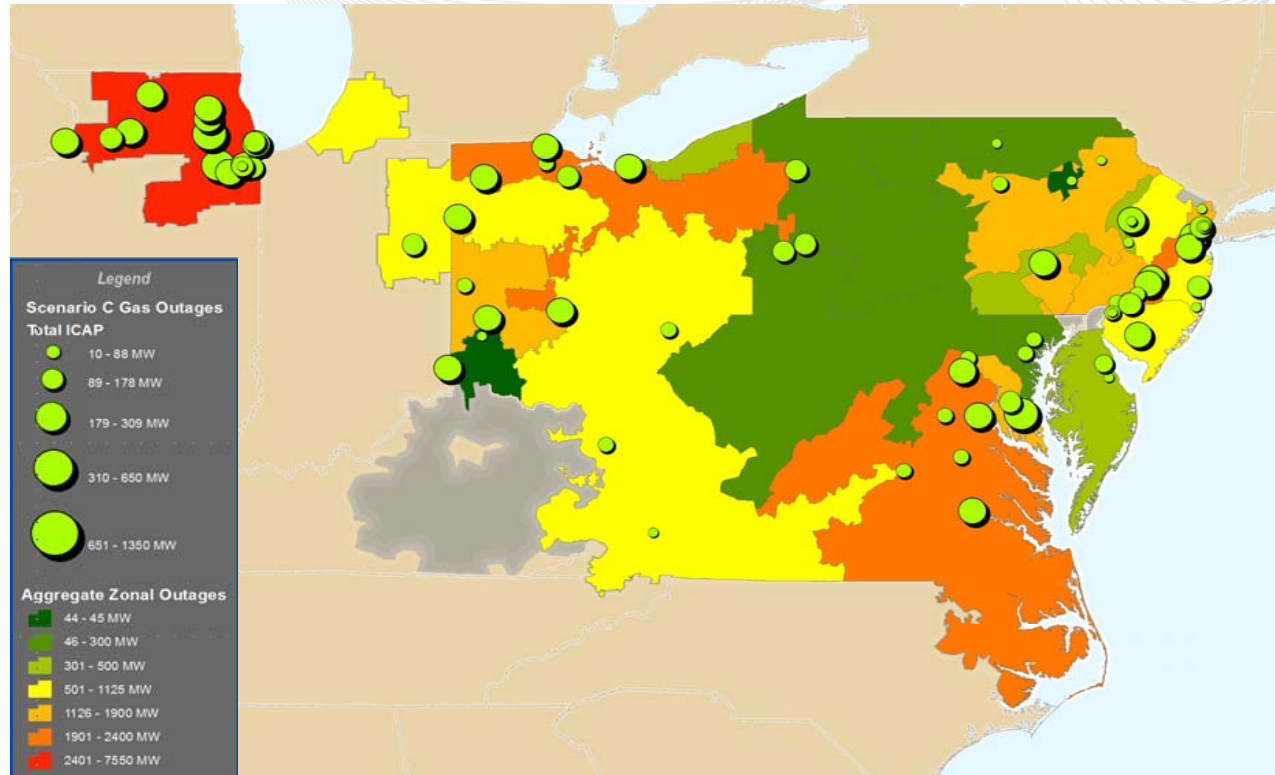 Legend
Scenario C Gas Outages
Total ICAP
10 - 88 MW
89 - 178 MW
179 - 309 MW
310 - 650 MW
651 - 1350 MW
Aggregate Zonal Outages
44 - 45 MW
46 - 300 MW
301 - 500 MW
501 - 1125 MW
1126 - 1900 MW
1901 - 2400 MW
2401 - 7550 MW